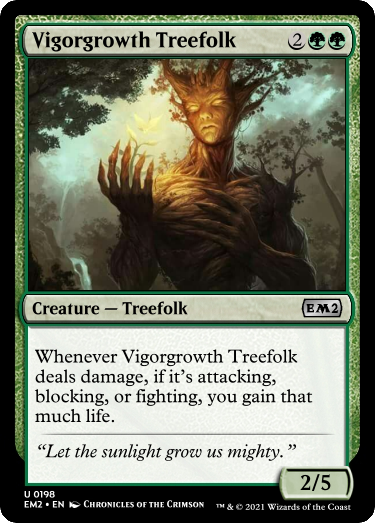 Vigorgrowth Treefolk 2
Creature — Treefolk EM2
Whenever Vigorgrowth Treefolk
deals damage, if it's attacking,
blocking, or fighting, you gain that
much life.
“Let the sunlight grow us mighty.”
2/5
U 0198
EM2 • EN CHRONICLES OF THE CRIMSON ™ & © 2021 Wizards of the Coast